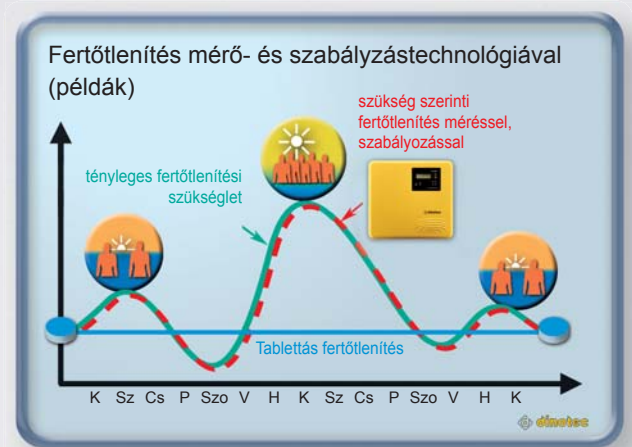 Fertőtlenítés mérő- és szabályzástechnológiával
(példák)
szükség szerinti
fertőtlenítés méréssel,
szabályozással
tényleges fertőtlenítési
szükséglet
Tablettás fertőtlenítés
K Sz Cs P Szo V H K Sz Cs P Szo V H K
dinotec